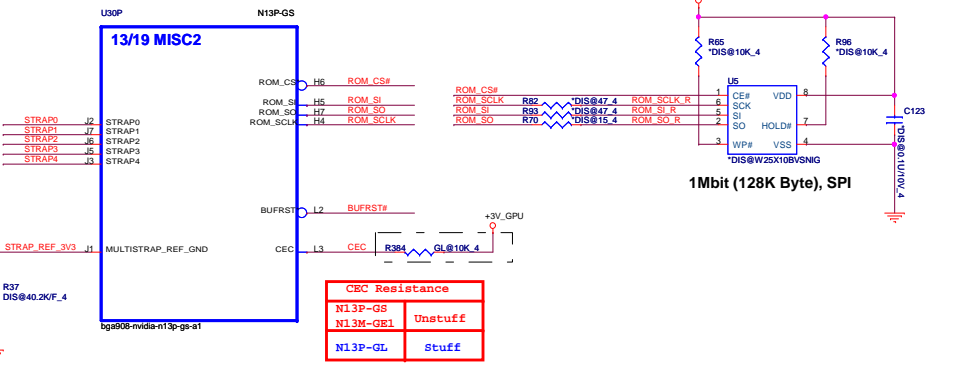 U30P
N13P-GS
13/19 MISC2
ROM_CS H6 ROM_CS#
ROM_SI H5 ROM_SI
ROM_SO H7 ROM_SO
ROM_SCLK H4 ROM_SCLK
STRAP0 J2 STRAP0
STRAP1 J7 STRAP1
STRAP2 J6 STRAP2
STRAP3 J5 STRAP3
STRAP4 J3 STRAP4
BUFRST L2 BUFRST#
STRAP_REF_3V3 J1 MULTISTRAP_REF_GND
CEC L3 CEC
R384 GL@10K_4
+3V_GPU
R37
DIS@40.2K/F_4
bga908-nvidia-n13p-gs-a1
CEC Resistance
N13P-GS
N13M-GE1
Unstuff
N13P-GL
Stuff
R65
*DIS@10K_4
R96
*DIS@10K_4
U5
ROM_CS# 1 CE# VDD 8
ROM_SCLK R82 *DIS@47_4 ROM_SCLK_R 6 SCK
ROM_SI R93 *DIS@47_4 ROM_SI_R 5 SI
ROM_SO R70 *DIS@15_4 ROM_SO_R 2 SO HOLD# 7
3 WP# VSS 4
*DIS@W25X10BVSNIG
C123
*DIS@0.1U/10V_4
1Mbit (128K Byte), SPI